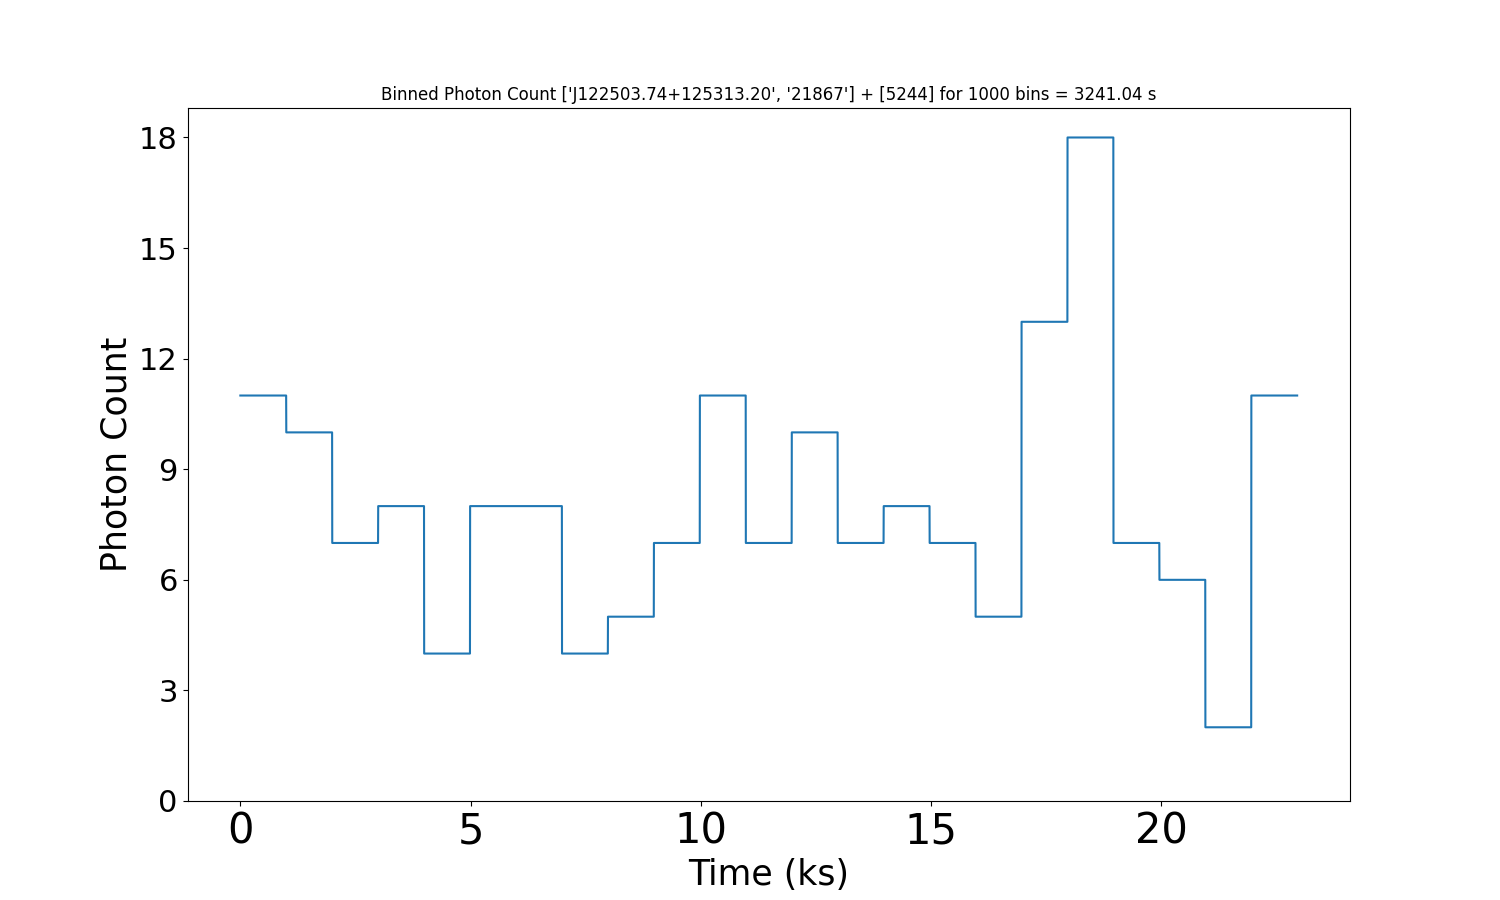 Binned Photon Count ['J122503.74+125313.20', '21867'] + [5244] for 1000 bins = 3241.04 s
18
15
12
9
6
3
0
Photon Count
0 5 10 15 20
Time (ks)